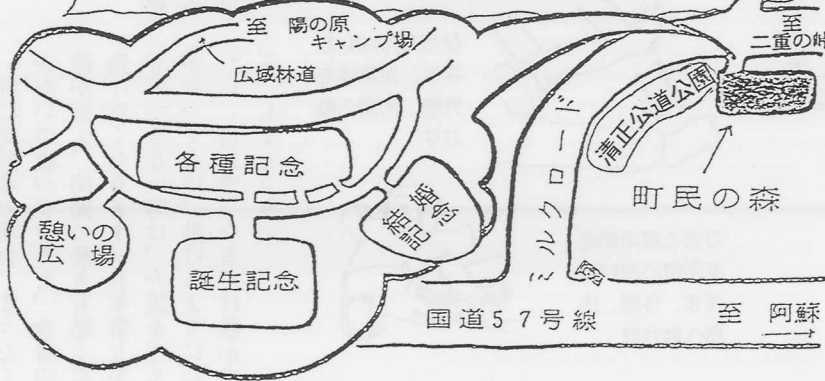 至 陽の原
キャンプ場
広域林道
至
二重の峠
各種記念
結婚
記念
憩いの
広場
誕生記念
ミルクロード
清正公道公園
町民の森
国道57号線
至 阿蘇